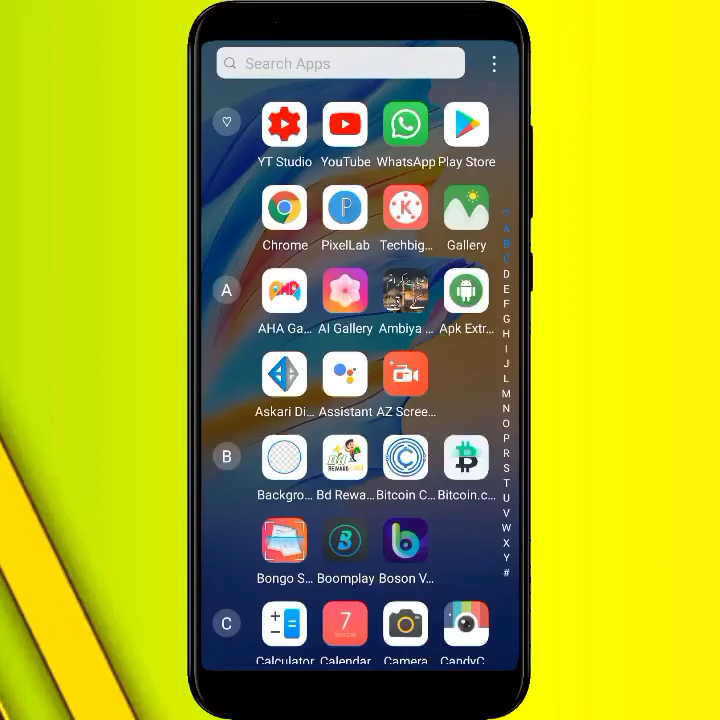 Search Apps
YT Studio YouTube WhatsApp Play Store
Chrome PixelLab Techbig... Gallery
A
AHA Ga... AI Gallery Ambiya ... Apk Extr...
Askari Di... Assistant AZ Scree...
B
Backgro... Bd Rewa... Bitcoin C... Bitcoin.c...
Bongo S... Boomplay Boson V...
C
7
Calculator Calendar Camera CandyC...
A
B
C
D
E
F
G
H
I
J
L
M
N
O
P
R
S
T
U
V
W
X
Y
#